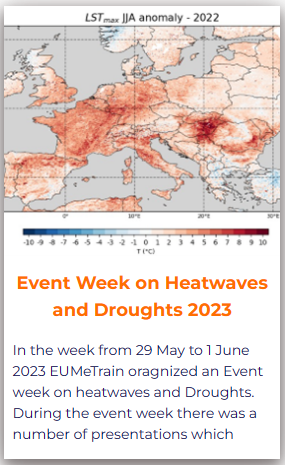 LSTmax JJA anomaly - 2022
0° 10°E 20°E 30°E
-10 -9 -8 -7 -6 -5 -4 -3 -2 -1 0 1 2 3 4 5 6 7 8 9 10
T (°C)
Event Week on Heatwaves
and Droughts 2023
In the week from 29 May to 1 June
2023 EUMeTrain oragnized an Event
week on heatwaves and Droughts.
During the event week there was a
number of presentations which